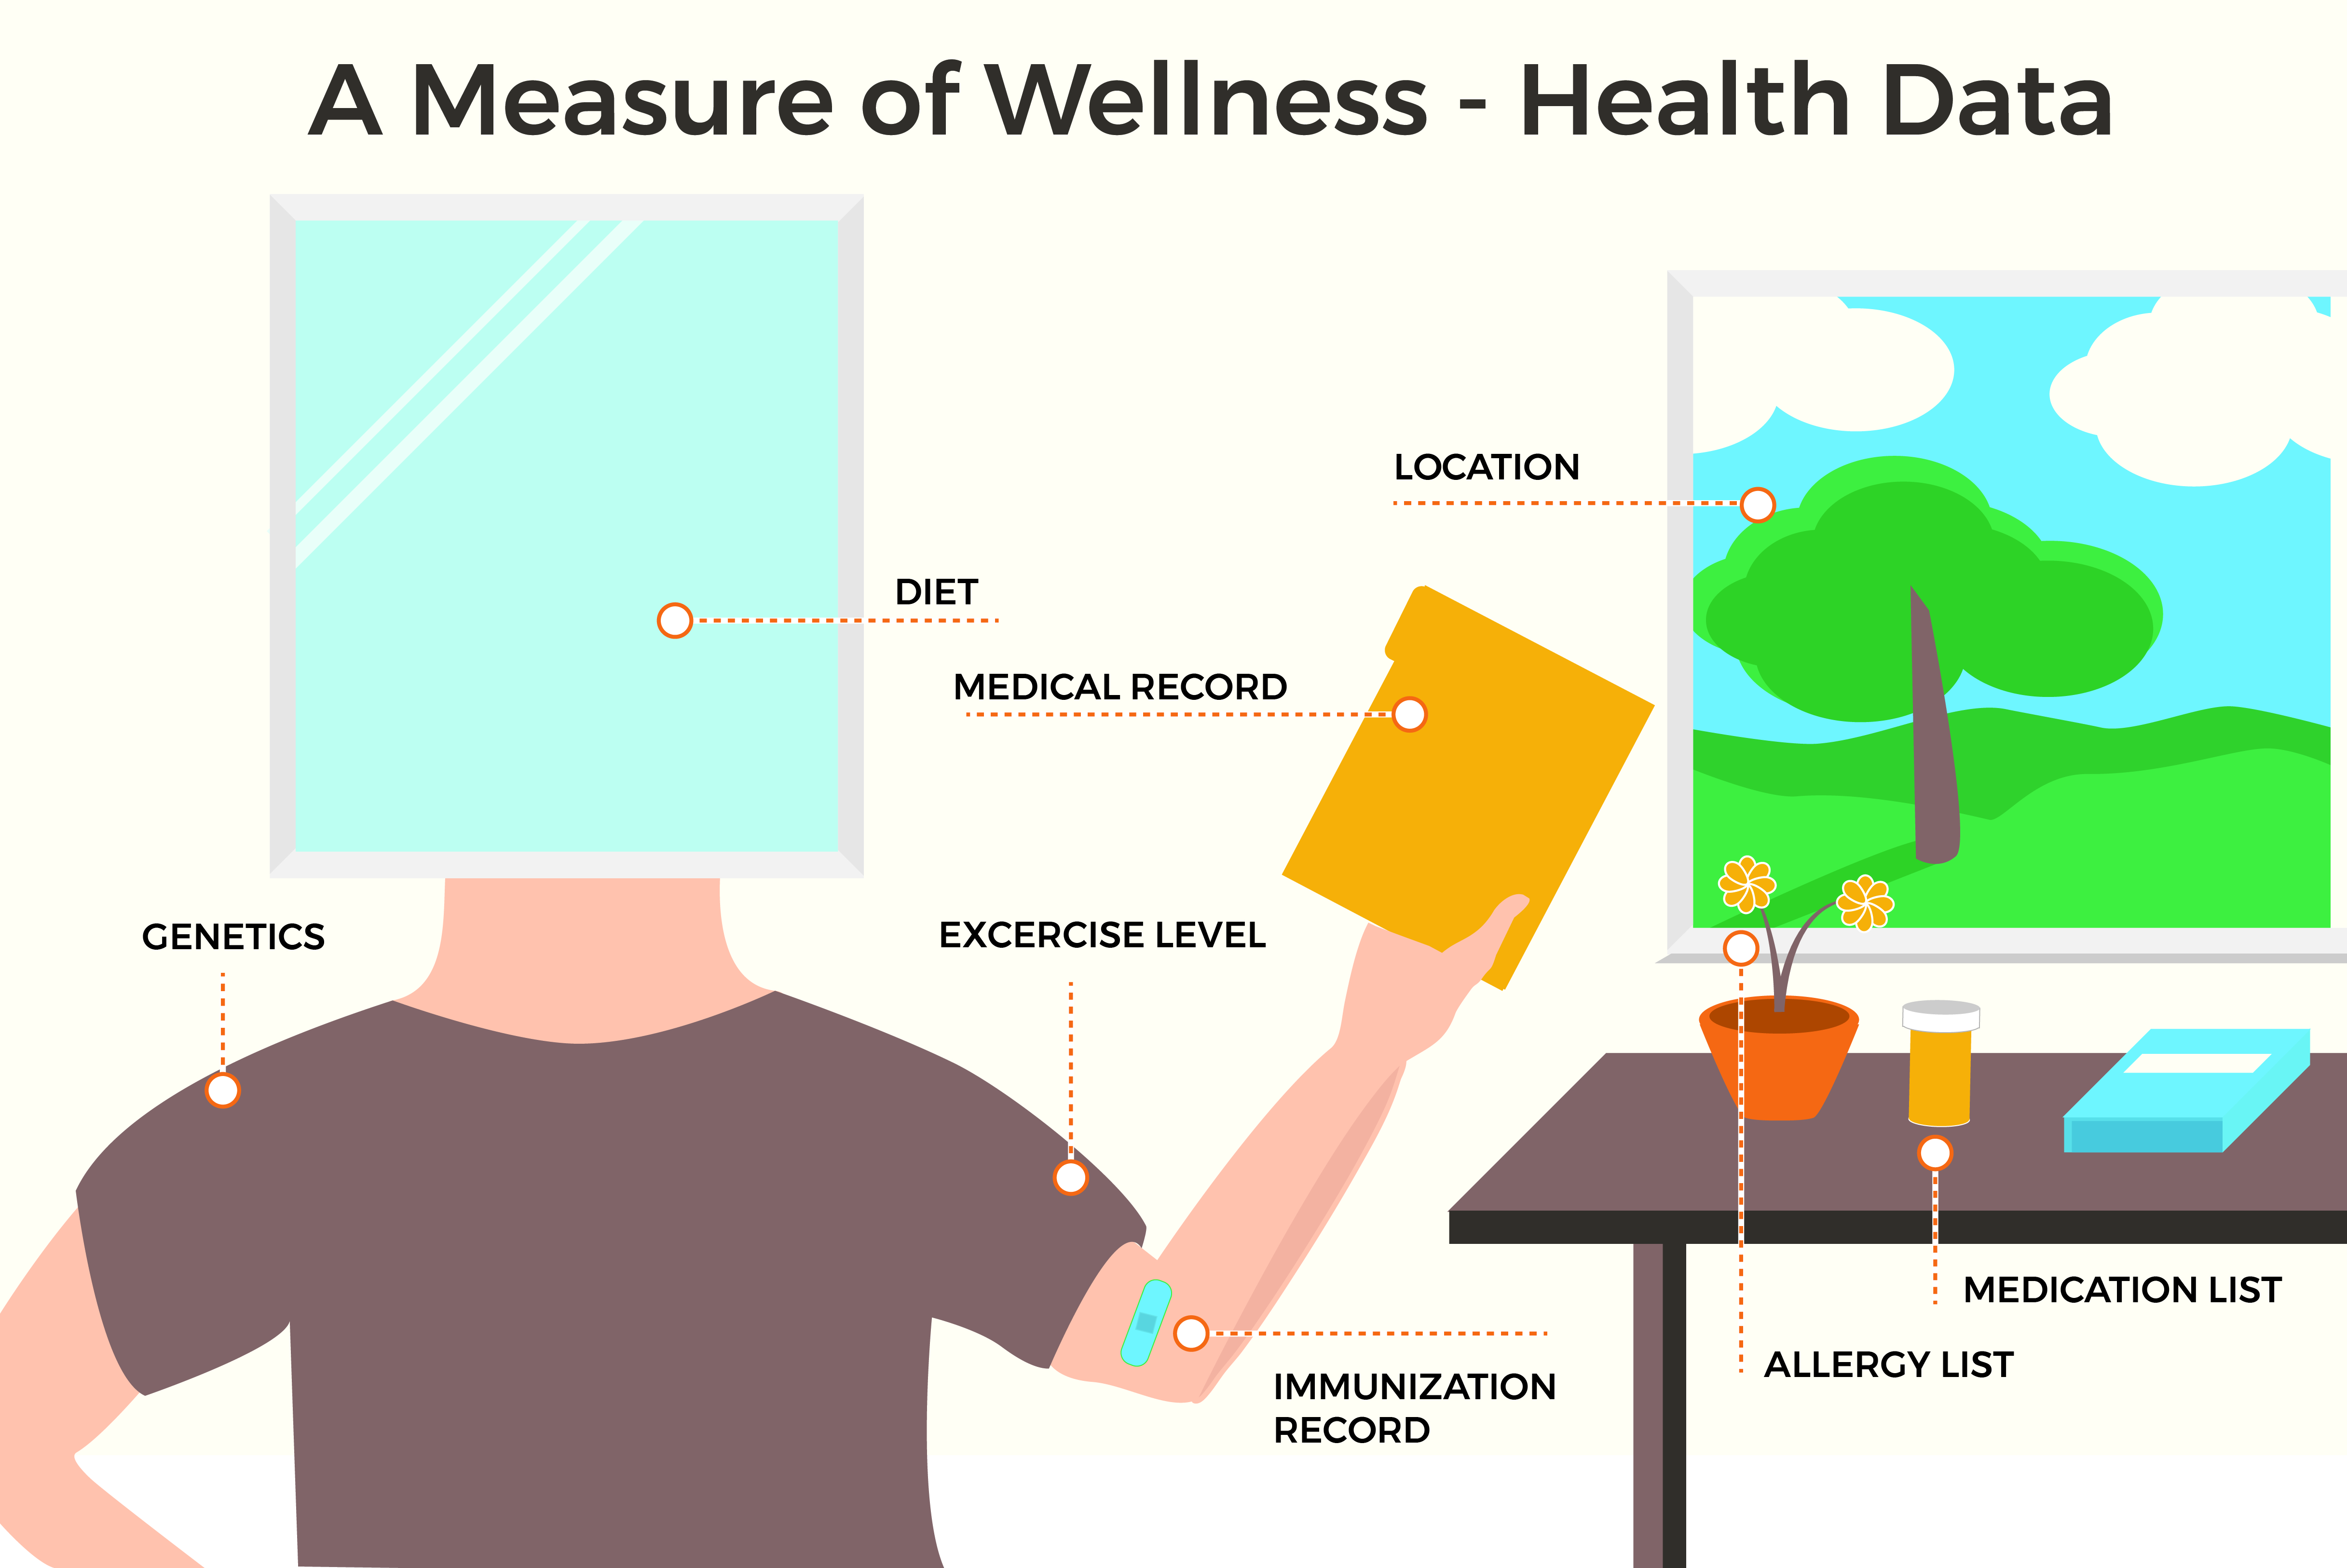 A Measure of Wellness - Health Data
LOCATION
DIET
MEDICAL RECORD
GENETICS
EXCERCISE LEVEL
MEDICATION LIST
ALLERGY LIST
IMMUNIZATION
RECORD